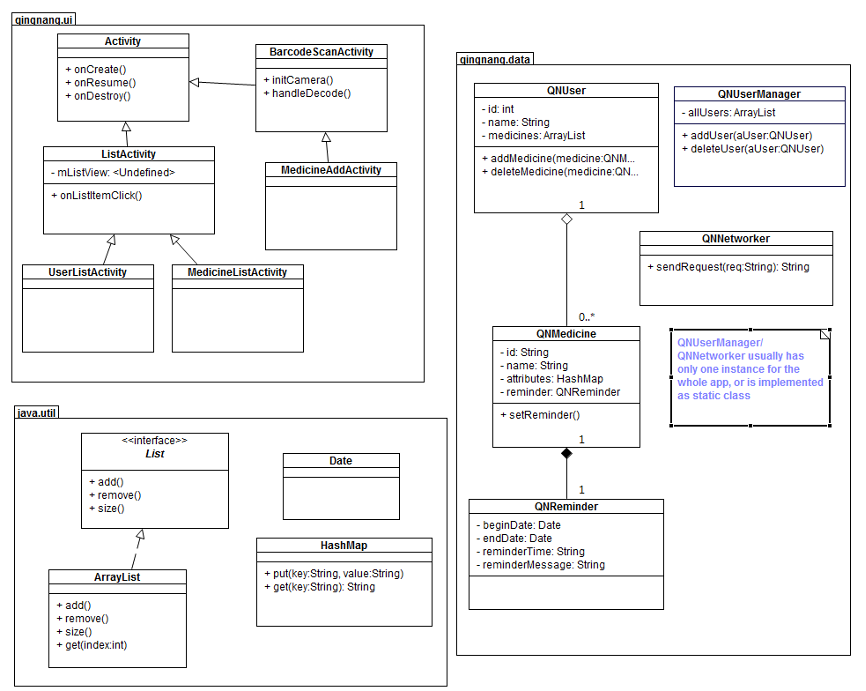 qingnang.ui
Activity
+ onCreate()
+ onResume()
+ onDestroy()
BarcodeScanActivity
+ initCamera()
+ handleDecode()
ListActivity
- mListView: <Undefined>
+ onListItemClick()
MedicineAddActivity
UserListActivity
MedicineListActivity
java.util
<<interface>>
List
+ add()
+ remove()
+ size()
Date
HashMap
+ put(key:String, value:String)
+ get(key:String): String
ArrayList
+ add()
+ remove()
+ size()
+ get(index:int)
qingnang.data
QNUser
- id: int
- name: String
- medicines: ArrayList
+ addMedicine(medicine:QNM...
+ deleteMedicine(medicine:QN...
1
0..*
QNUserManager
- allUsers: ArrayList
+ addUser(aUser:QNUser)
+ deleteUser(aUser:QNUser)
QNNetworker
+ sendRequest(req:String): String
QNMedicine
- id: String
- name: String
- attributes: HashMap
- reminder: QNReminder
+ setReminder()
1
1
QNUserManager/
QNNetworker usually has
only one instance for the
whole app, or is implemented
as static class
QNReminder
- beginDate: Date
- endDate: Date
- reminderTime: String
- reminderMessage: String